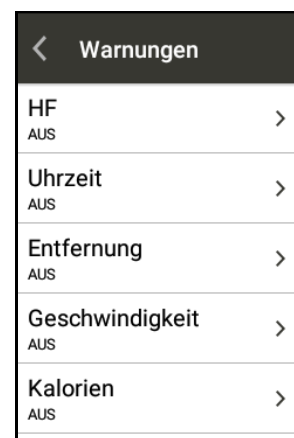 Warnungen
HF
AUS
Uhrzeit
AUS
Entfernung
AUS
Geschwindigkeit
AUS
Kalorien
AUS